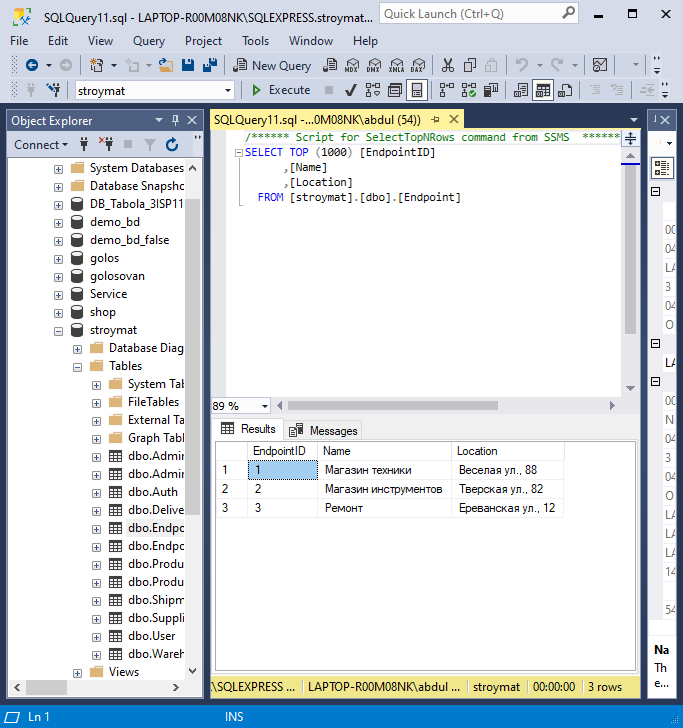 SQLQuery11.sql - LAPTOP-R00M08NK\SQLEXPRESS.stroymat...
Quick Launch (Ctrl+Q)
File Edit View Query Project Tools Window Help
New Query MDX DMX XMLA DAX
stroymat Execute
Object Explorer
Connect
System Databases
Database Snapsho
DB_Tabola_3ISP11
demo_bd
demo_bd_false
golos
golosovan
Service
shop
stroymat
Database Diag
Tables
System Tab
FileTables
External Ta
Graph Tabl
dbo.Admir
dbo.Admir
dbo.Auth
dbo.Delive
dbo.Endpo
dbo.Endpo
dbo.Produ
dbo.Produ
dbo.Shipm
dbo.Suppli
dbo.User
dbo.Wareh
Views
SQLQuery11.sql -...0M08NK\abdul (54))
/****** Script for SelectTopNRows command from SSMS ******
SELECT TOP (1000) [EndpointID]
,[Name]
,[Location]
FROM [stroymat].[dbo].[Endpoint]
89 %
Results Messages
EndpointID Name Location
1 1 Магазин техники Веселая ул., 88
2 2 Магазин инструментов Тверская ул., 82
3 3 Ремонт Ереванская ул., 12
\SQLEXPRESS ... LAPTOP-R00M08NK\abdul ... stroymat 00:00:00 3 rows
00
04
LA
3
04
O
LA
00
N
04
3
04
O
LA
LA
LA
14
54
Na
Th
e...
Ln 1 INS